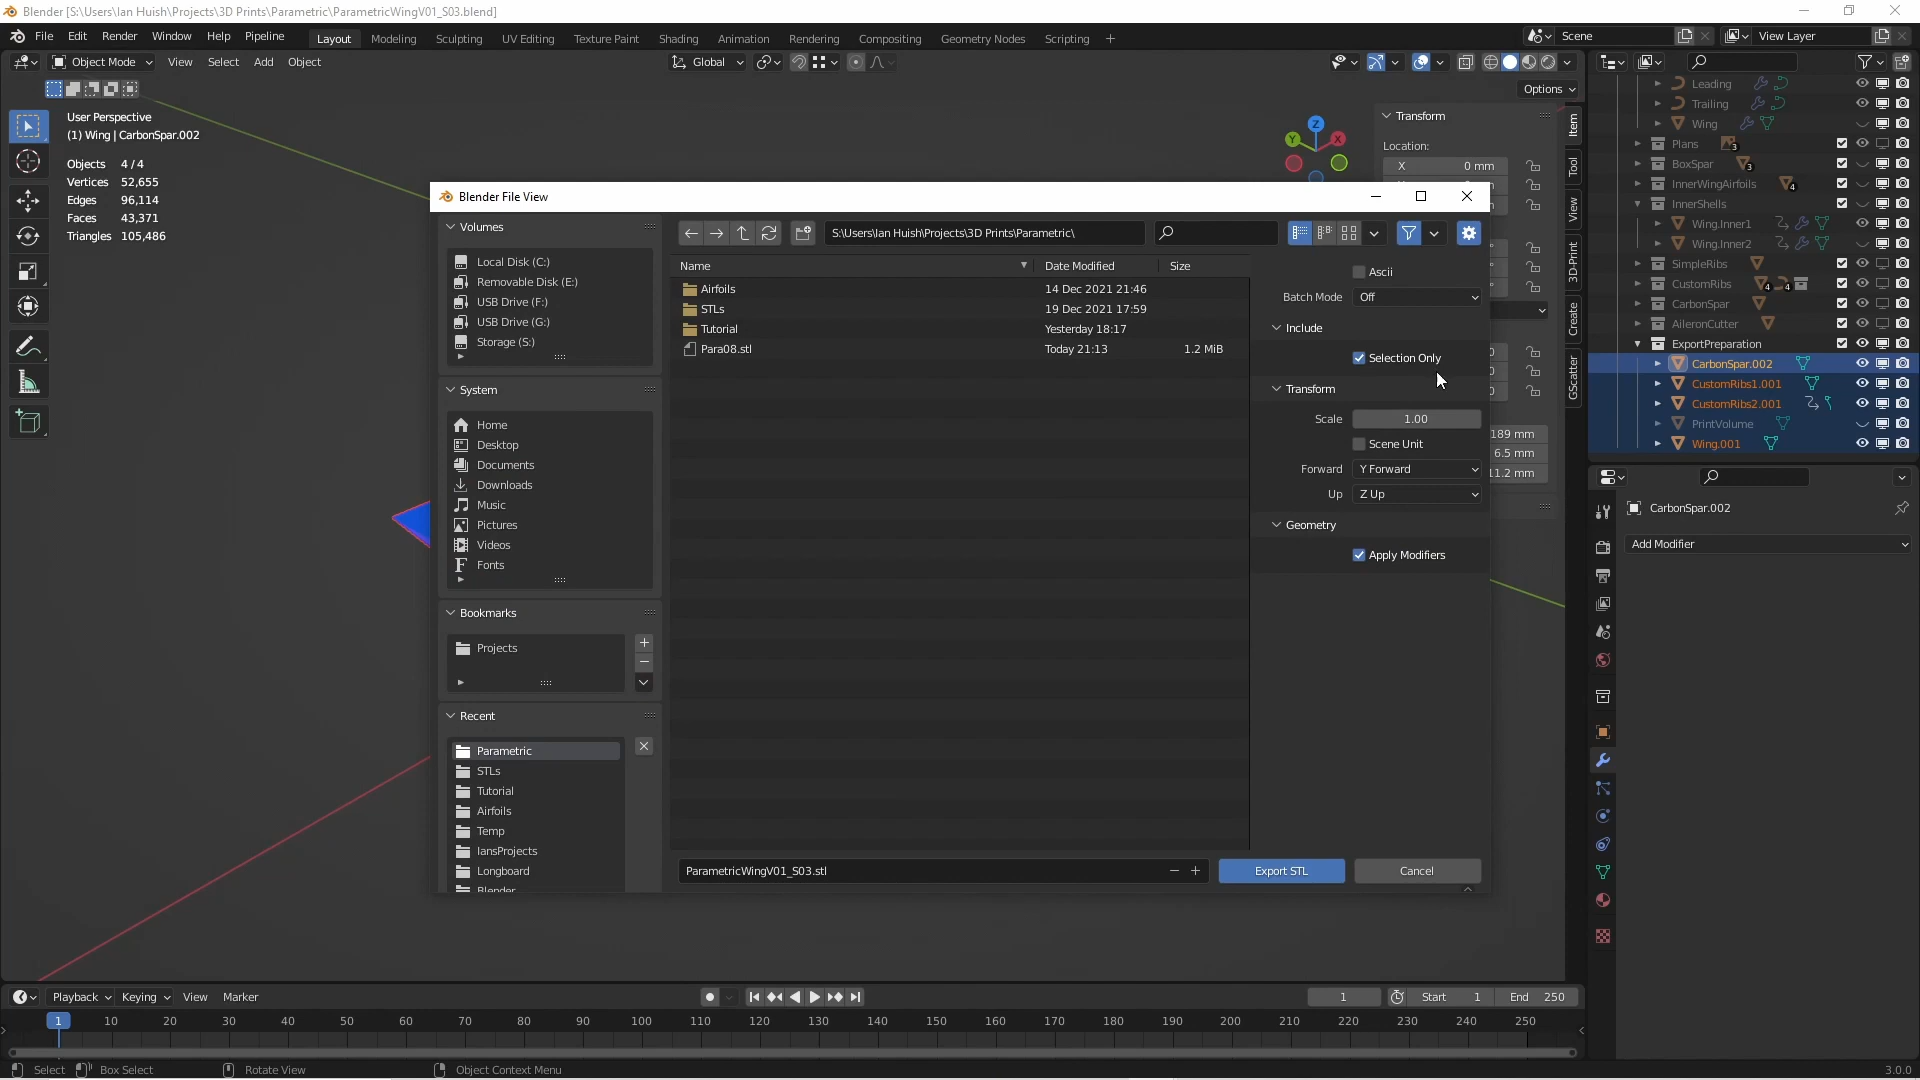 Blender [S:\Users\Ian Huish\Projects\3D Prints\Parametric\ParametricWingV01_S03.blend]
File Edit Render Window Help Pipeline Layout Modeling Sculpting UV Editing Texture Paint Shading Animation Rendering Compositing Geometry Nodes Scripting + Scene View Layer
Object Mode View Select Add Object Global
Options
User Perspective
(1) Wing | CarbonSpar.002
Objects 4/4
Vertices 52,655
Edges 96,114
Faces 43,371
Triangles 105,486
Z
Y
X
Transform
Location:
X 0 mm
189 mm
6.5 mm
11.2 mm
Item
Tool
View
3D-Print
Create
GScatter
Blender File View
Volumes
Local Disk (C:)
Removable Disk (E:)
USB Drive (F:)
USB Drive (G:)
Storage (S:)
System
Home
Desktop
Documents
Downloads
Music
Pictures
Videos
Fonts
Bookmarks
Projects
Recent
Parametric
STLs
Tutorial
Airfoils
Temp
IansProjects
Longboard
Blender
S:\Users\Ian Huish\Projects\3D Prints\Parametric\
Name Date Modified Size
Airfoils 14 Dec 2021 21:46
STLs 19 Dec 2021 17:59
Tutorial Yesterday 18:17
Para08.stl Today 21:13 1.2 MiB
Ascii
Batch Mode Off
Include
Selection Only
Transform
Scale 1.00
Scene Unit
Forward Y Forward
Up Z Up
Geometry
Apply Modifiers
ParametricWingV01_S03.stl
Export STL
Cancel
Leading
Trailing
Wing
Plans 3
BoxSpar 3
InnerWingAirfoils 4
InnerShells
Wing.Inner1
Wing.Inner2
SimpleRibs
CustomRibs 4 4
CarbonSpar
AileronCutter
ExportPreparation
CarbonSpar.002
CustomRibs1.001
CustomRibs2.001
PrintVolume
Wing.001
CarbonSpar.002
Add Modifier
Playback Keying View Marker 1 Start 1 End 250
1 10 20 30 40 50 60 70 80 90 100 110 120 130 140 150 160 170 180 190 200 210 220 230 240 250
Select Box Select Rotate View Object Context Menu 3.0.0